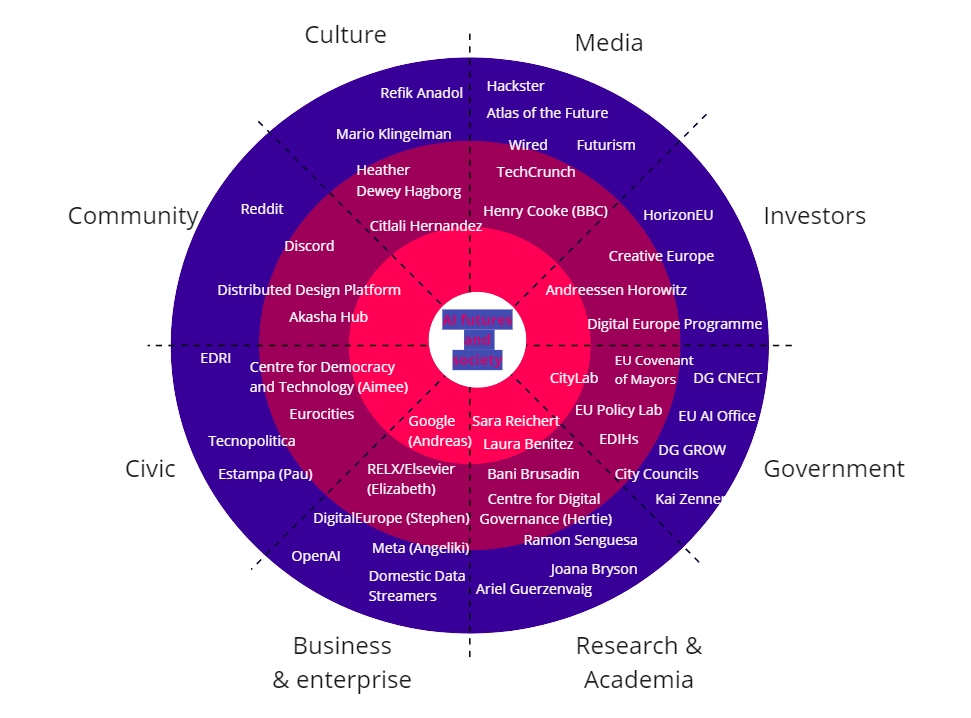 Culture
Media
Refik Anadol
Hackster
Atlas of the Future
Mario Klingelman
Wired
Futurism
Heather
Dewey Hagborg
TechCrunch
Citlali Hernandez
Henry Cooke (BBC)
Community
Reddit
Discord
Distributed Design Platform
Akasha Hub
Investors
HorizonEU
Creative Europe
Andreessen Horowitz
Digital Europe Programme
AI futures
and
society
EDRI
Centre for Democracy
and Technology (Aimee)
Eurocities
Tecnopolitica
Estampa (Pau)
Civic
EU Covenant
of Mayors
CityLab
DG CNECT
EU Policy Lab
EU AI Office
EDIHs
DG GROW
City Councils
Kai Zenner
Government
Google
(Andreas)
RELX/Elsevier
(Elizabeth)
DigitalEurope (Stephen)
Meta (Angeliki)
OpenAI
Domestic Data
Streamers
Business
& enterprise
Sara Reichert
Laura Benitez
Bani Brusadin
Centre for Digital
Governance (Hertie)
Ramon Senguesa
Joana Bryson
Ariel Guerzenvaig
Research &
Academia